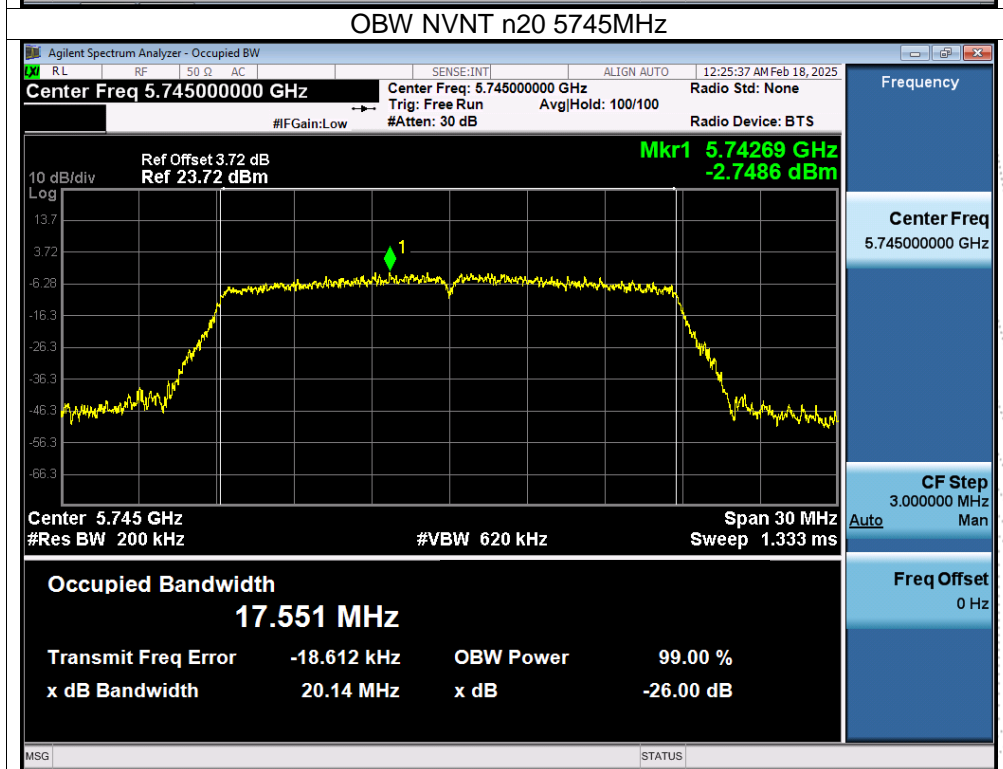 OBW NVNT n20 5745MHz
Agilent Spectrum Analyzer - Occupied BW
LXI RL RF 50 Ω AC SENSE:INT ALIGN AUTO 12:25:37 AM Feb 18, 2025
Center Freq 5.745000000 GHz
Center Freq: 5.745000000 GHz Radio Std: None
Trig: Free Run Avg|Hold: 100/100
#IFGain:Low #Atten: 30 dB Radio Device: BTS
Frequency
Mkr1 5.74269 GHz
-2.7486 dBm
Ref Offset 3.72 dB
10 dB/div Ref 23.72 dBm
Log
13.7
3.72
-6.28
-16.3
-26.3
-36.3
-46.3
-56.3
-66.3
1
Center 5.745 GHz Span 30 MHz
#Res BW 200 kHz #VBW 620 kHz Sweep 1.333 ms
Center Freq
5.745000000 GHz
CF Step
3.000000 MHz
Auto Man
Freq Offset
0 Hz
Occupied Bandwidth
17.551 MHz
Transmit Freq Error -18.612 kHz OBW Power 99.00 %
x dB Bandwidth 20.14 MHz x dB -26.00 dB
MSG STATUS